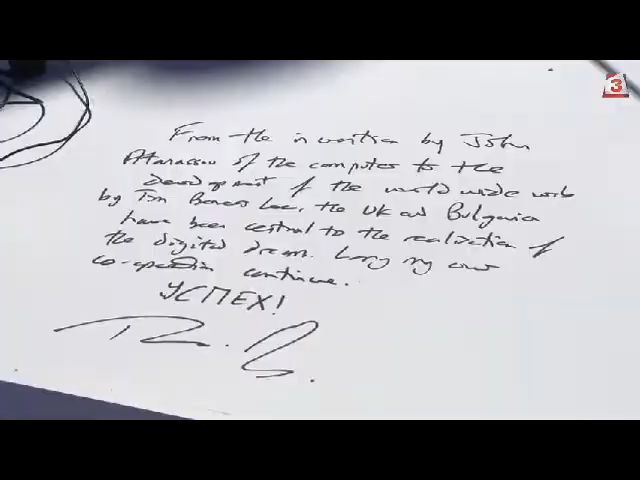 From the invention by John
Atanasov of the computer to the
development of the world wide web
by Tim Berners Lee, the UK and Bulgaria
have been central to the realisation of
the digital dream. Long may our
co-operation continue.
УСПЕХ!
3